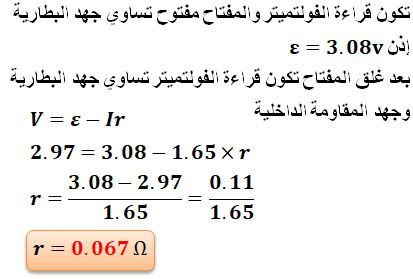 تكون قراءة الفولتميتر والمفتاح مفتوح تساوي جهد البطارية
إذن ε = 3.08v
بعد غلق المفتاح تكون قراءة الفولتميتر تساوي جهد البطارية
وجهد المقاومة الداخلية
V = ε − Ir
2.97 = 3.08 − 1.65 × r
r = (3.08 − 2.97)/1.65 = 0.11/1.65
r = 0.067 Ω